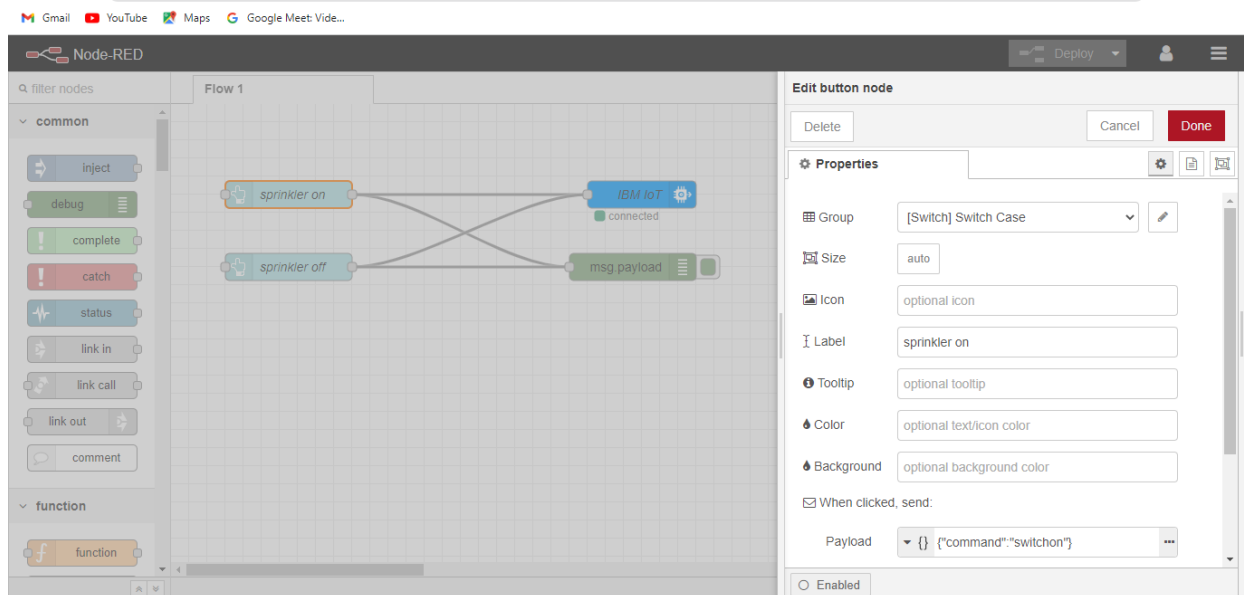 Gmail YouTube Maps Google Meet: Vide...
Node-RED Deploy
filter nodes Flow 1 Edit button node
common Delete Cancel Done
Properties
inject
debug
complete
catch
status
link in
link call
link out
comment
function
function
sprinkler on IBM IoT
connected
sprinkler off msg.payload
Group [Switch] Switch Case
Size auto
Icon optional icon
Label sprinkler on
Tooltip optional tooltip
Color optional text/icon color
Background optional background color
When clicked, send:
Payload {} {"command":"switchon"} ...
Enabled